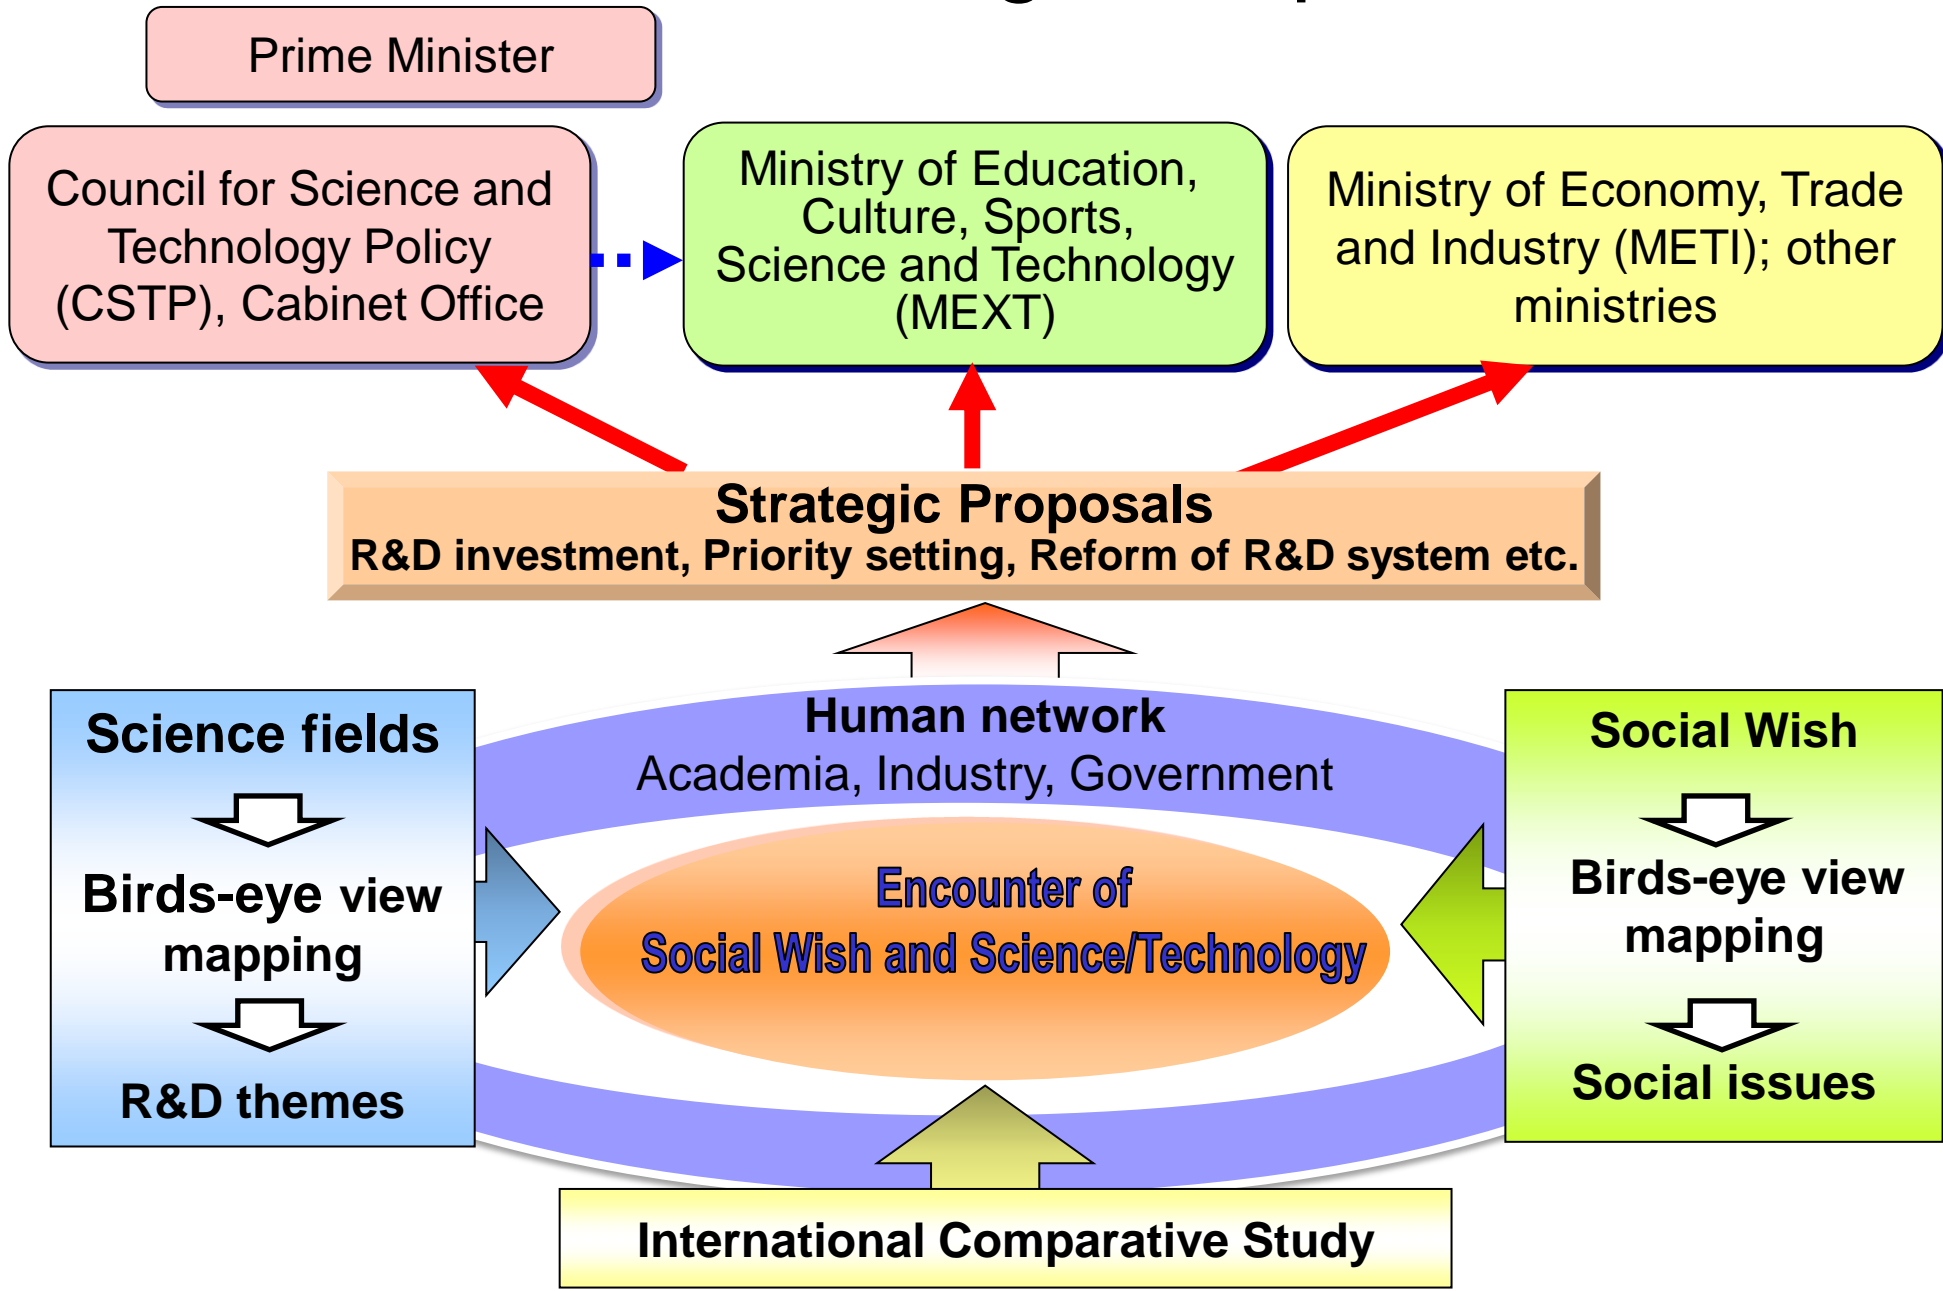 Prime Minister
Council for Science and
Technology Policy
(CSTP), Cabinet Office
Ministry of Education,
Culture, Sports,
Science and Technology
(MEXT)
Ministry of Economy, Trade
and Industry (METI); other
ministries
Strategic Proposals
R&D investment, Priority setting, Reform of R&D system etc.
Human network
Academia, Industry, Government
Science fields
Birds-eye view
mapping
R&D themes
Encounter of
Social Wish and Science/Technology
Social Wish
Birds-eye view
mapping
Social issues
International Comparative Study